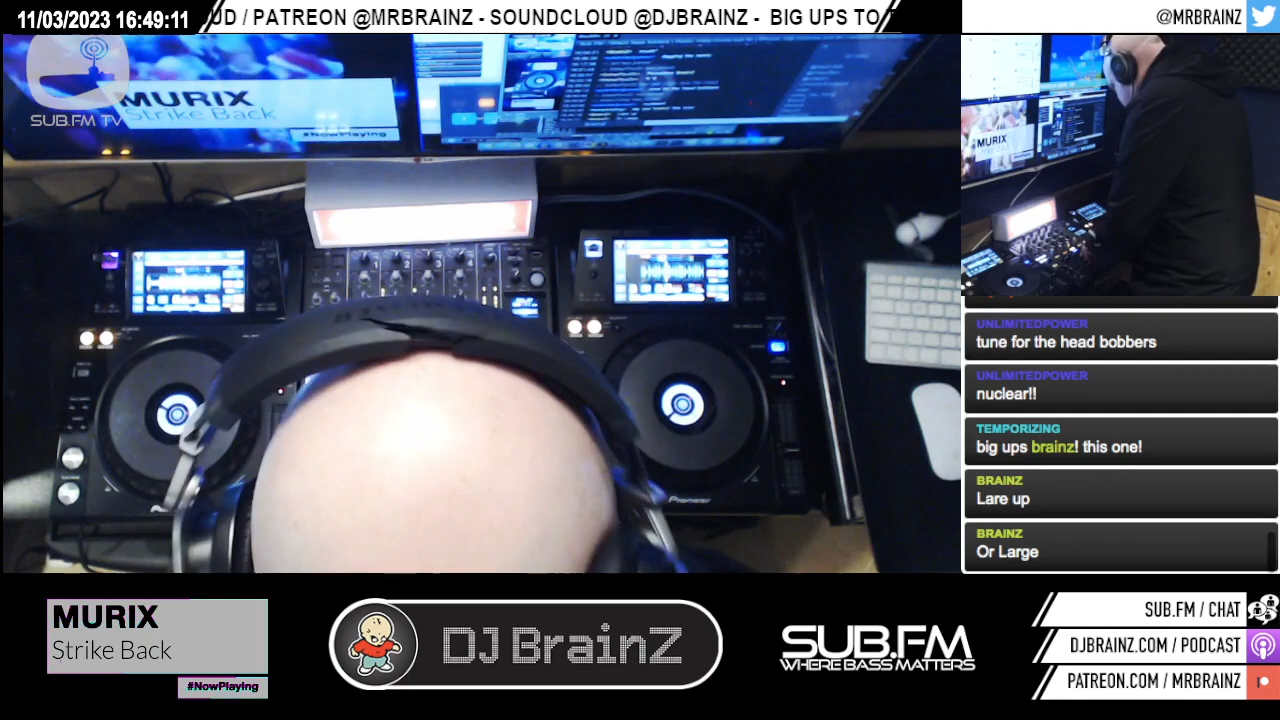 11/03/2023 16:49:11
OUD / PATREON @MRBRAINZ - SOUNDCLOUD @DJBRAINZ - BIG UPS TO
@MRBRAINZ
SUB.FM TV
MURIX
Strike Back
#NowPlaying
MURIX
Pioneer
UNLIMITEDPOWER
tune for the head bobbers
UNLIMITEDPOWER
nuclear!!
TEMPORIZING
big ups brainz! this one!
BRAINZ
Lare up
BRAINZ
Or Large
MURIX
Strike Back
#NowPlaying
DJ BrainZ
SUB.FM
WHERE BASS MATTERS
SUB.FM / CHAT
DJBRAINZ.COM / PODCAST
PATREON.COM / MRBRAINZ